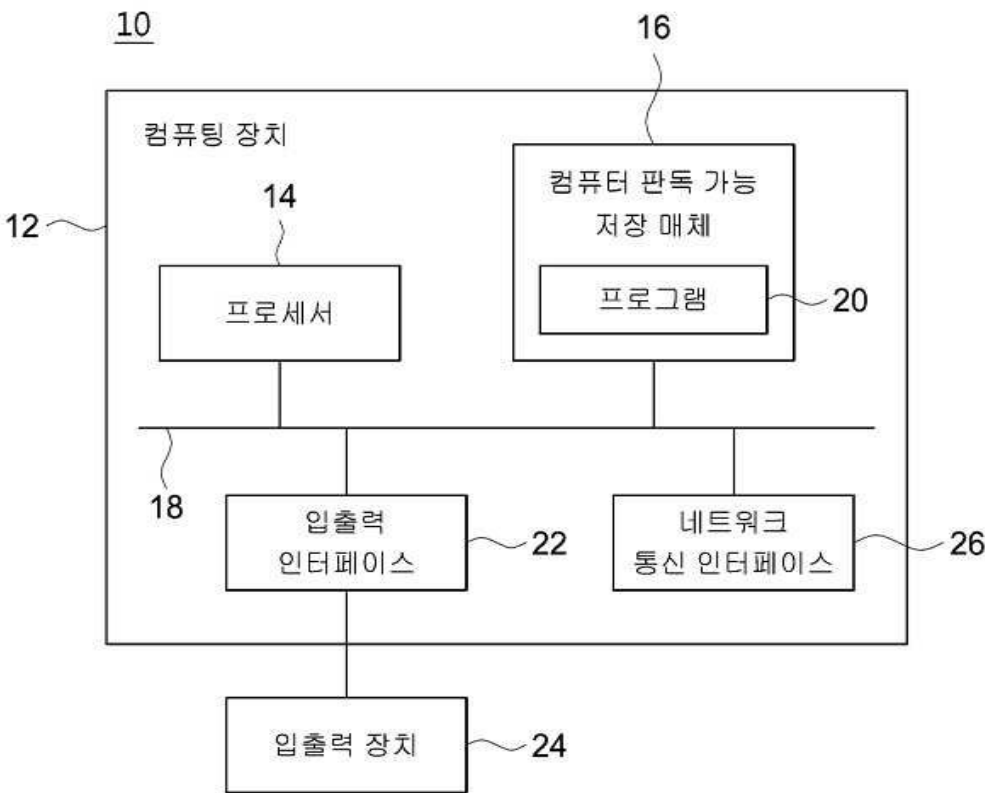 10
16
컴퓨팅 장치
컴퓨터 판독 가능
저장 매체
14
12
프로세서
프로그램
20
18
입출력
인터페이스
22
네트워크
통신 인터페이스
26
입출력 장치
24